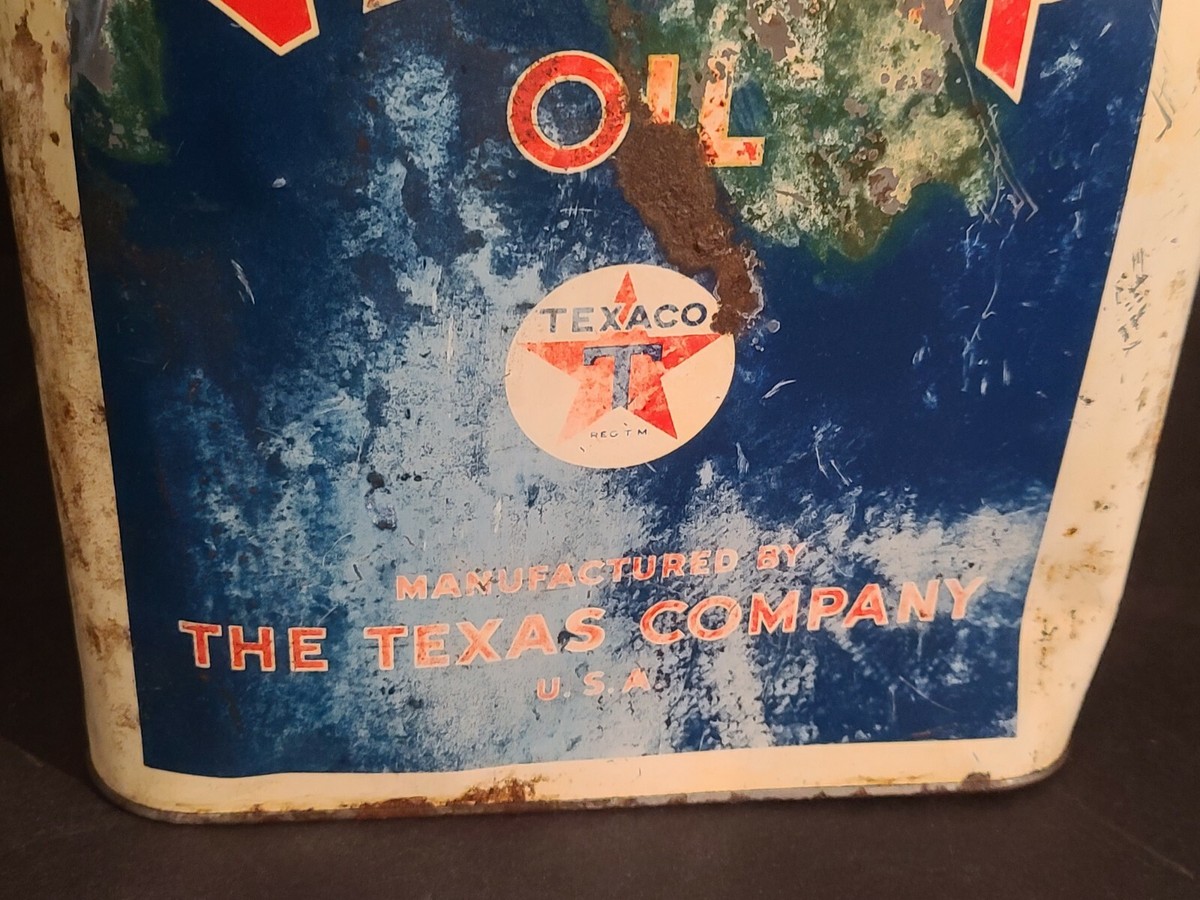 OIL
TEXACO
T
REG T M
MANUFACTURED BY
THE TEXAS COMPANY
U.S.A.